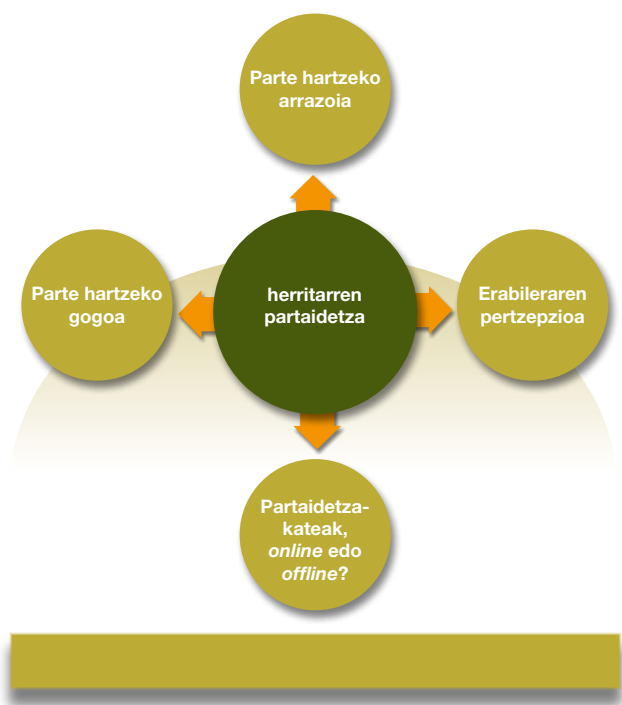 Parte hartzeko
arrazoia
Parte hartzeko
gogoa
herritarren
partaidetza
Erabileraren
pertzepzioa
Partaidetza-
kateak,
online edo
offline?